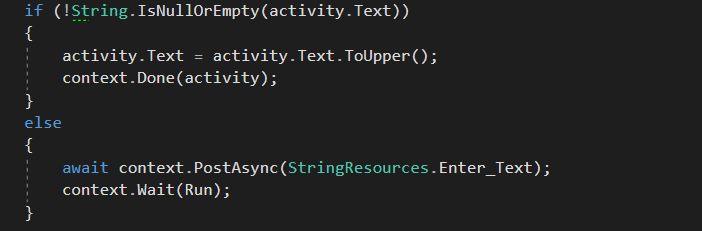 if (!String.IsNullOrEmpty(activity.Text))
{
    activity.Text = activity.Text.ToUpper();
    context.Done(activity);
}
else
{
    await context.PostAsync(StringResources.Enter_Text);
    context.Wait(Run);
}